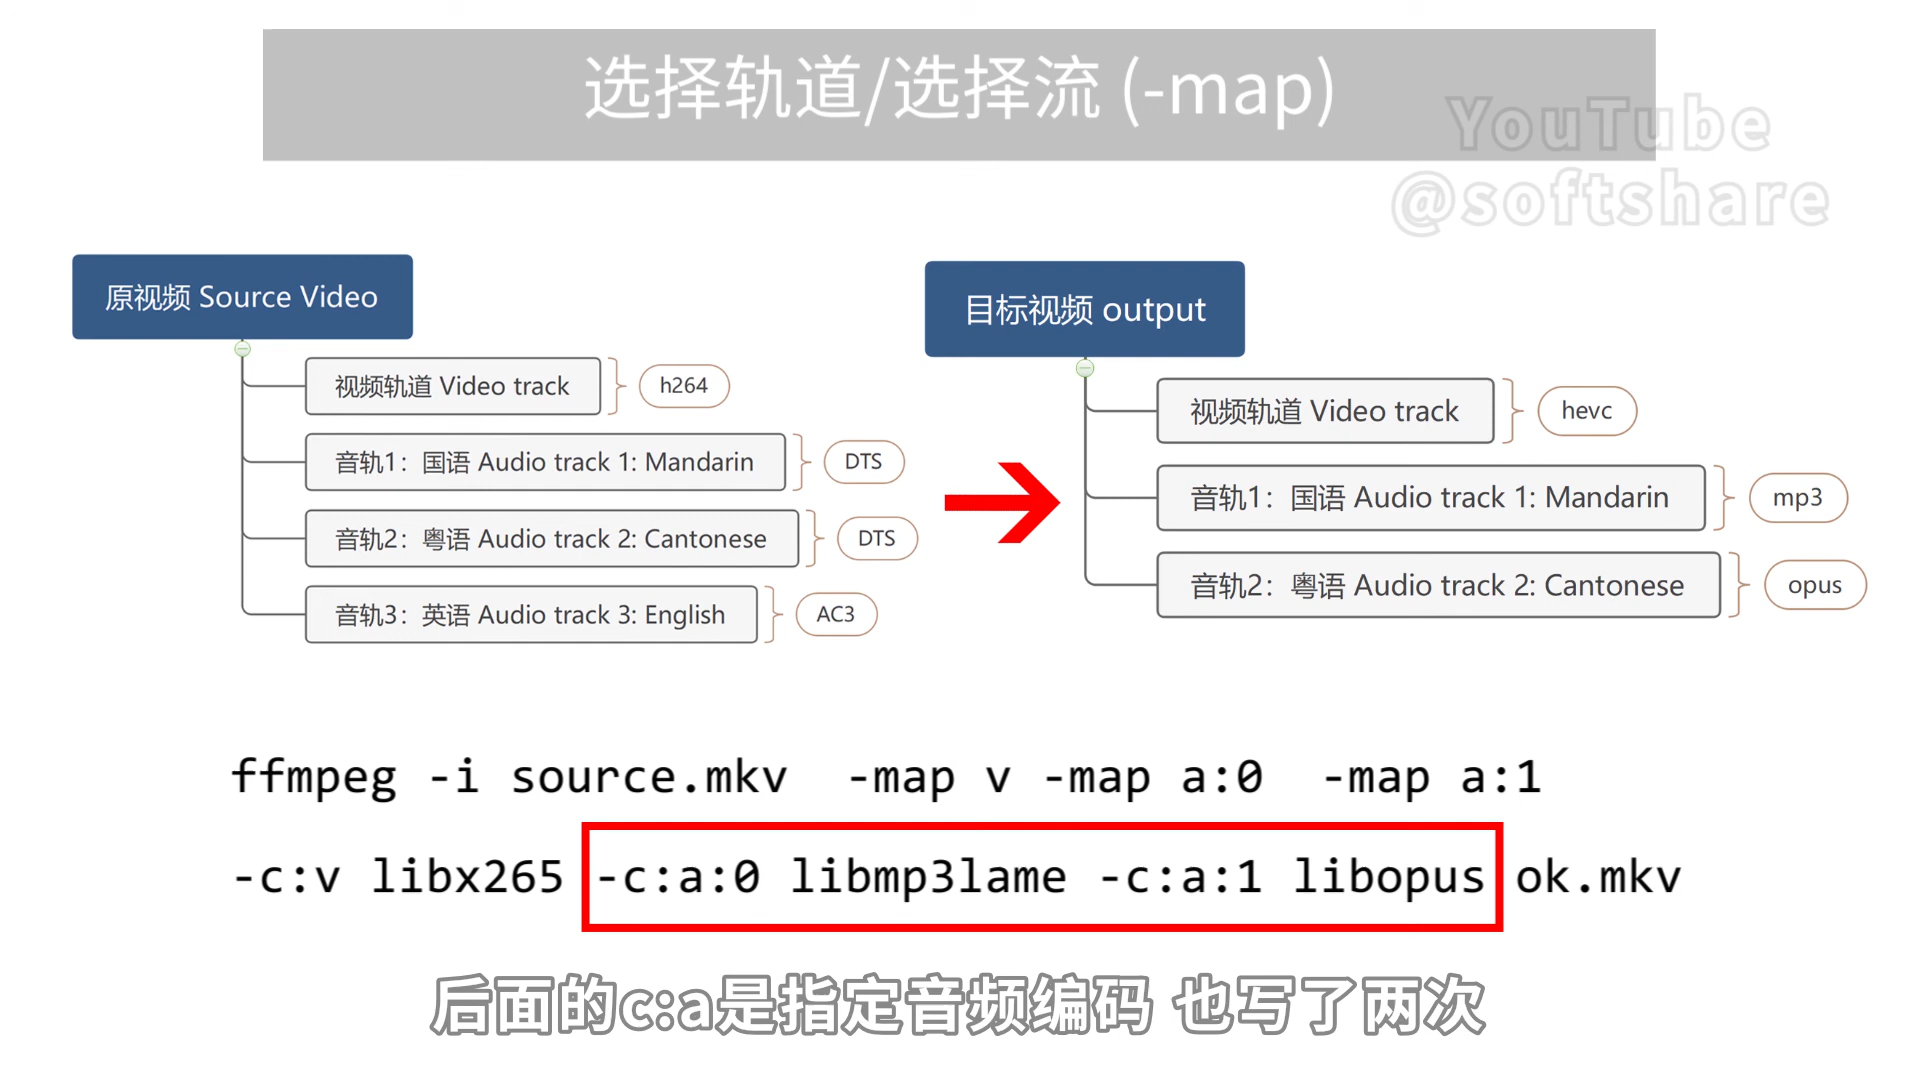 选择轨道/选择流 (-map)
YouTube
@softshare
原视频 Source Video
视频轨道 Video track
h264
音轨1：国语 Audio track 1: Mandarin
DTS
音轨2：粤语 Audio track 2: Cantonese
DTS
音轨3：英语 Audio track 3: English
AC3
目标视频 output
视频轨道 Video track
hevc
音轨1：国语 Audio track 1: Mandarin
mp3
音轨2：粤语 Audio track 2: Cantonese
opus
ffmpeg -i source.mkv  -map v -map a:0  -map a:1
-c:v libx265 -c:a:0 libmp3lame -c:a:1 libopus ok.mkv
后面的c:a是指定音频编码 也写了两次